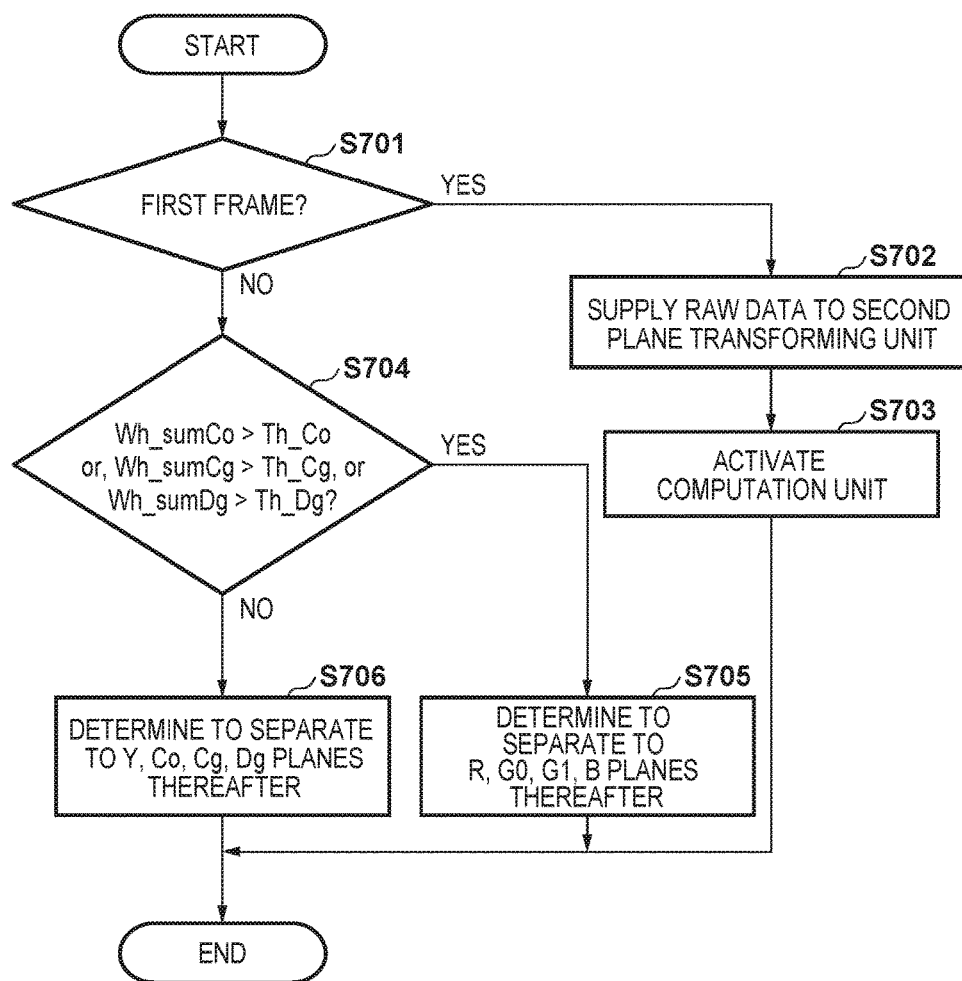 START
S701
FIRST FRAME?
YES
NO
S702
SUPPLY RAW DATA TO SECOND
PLANE TRANSFORMING UNIT
S703
ACTIVATE
COMPUTATION UNIT
S704
Wh_sumCo > Th_Co
or, Wh_sumCg > Th_Cg, or
Wh_sumDg > Th_Dg?
YES
NO
S706
DETERMINE TO SEPARATE
TO Y, Co, Cg, Dg PLANES
THEREAFTER
S705
DETERMINE TO
SEPARATE TO
R, G0, G1, B PLANES
THEREAFTER
END